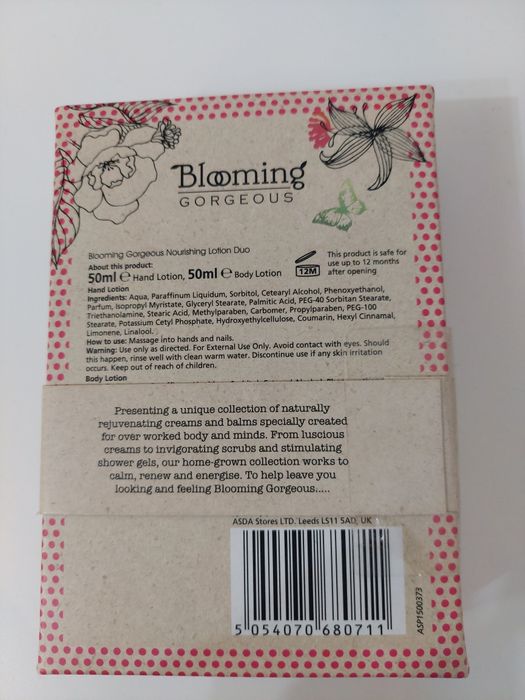 Blooming
GORGEOUS
Blooming Gorgeous Nourishing Lotion Duo
About this product:
50ml ℮ Hand Lotion, 50ml ℮ Body Lotion
12M
This product is safe for
use up to 12 months
after opening
Hand Lotion
Ingredients: Aqua, Paraffinum Liquidum, Sorbitol, Cetearyl Alcohol, Phenoxyethanol,
Parfum, Isopropyl Myristate, Glyceryl Stearate, Palmitic Acid, PEG-40 Sorbitan Stearate,
Triethanolamine, Stearic Acid, Methylparaben, Carbomer, Propylparaben, PEG-100
Stearate, Potassium Cetyl Phosphate, Hydroxyethylcellulose, Coumarin, Hexyl Cinnamal,
Limonene, Linalool.
How to use: Massage into hands and nails.
Warning: Use only as directed. For External Use Only. Avoid contact with eyes. Should
this happen, rinse well with clean warm water. Discontinue use if any skin irritation
occurs. Keep out of reach of children.
Body Lotion
Presenting a unique collection of naturally
rejuvenating creams and balms specially created
for over worked body and minds. From luscious
creams to invigorating scrubs and stimulating
shower gels, our home-grown collection works to
calm, renew and energise. To help leave you
looking and feeling Blooming Gorgeous.....
ASDA Stores LTD. Leeds LS11 5AD, UK
5 054070 680711
ASP1500373